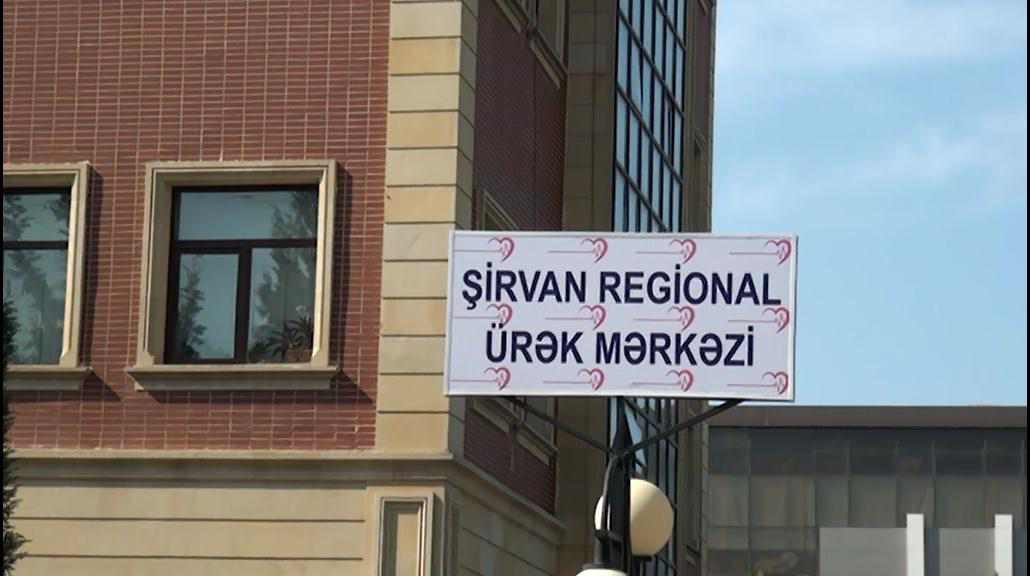 ŞİRVAN REGİONAL
ÜRƏK MƏRKƏZİ